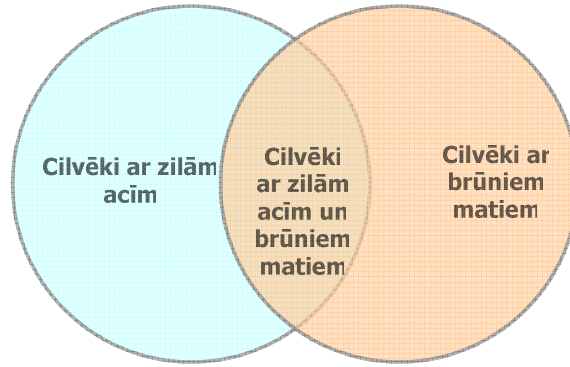 Cilvēki ar zilām
acīm
Cilvēki
ar zilām
acīm un
brūniem
matiem
Cilvēki ar
brūniem
matiem